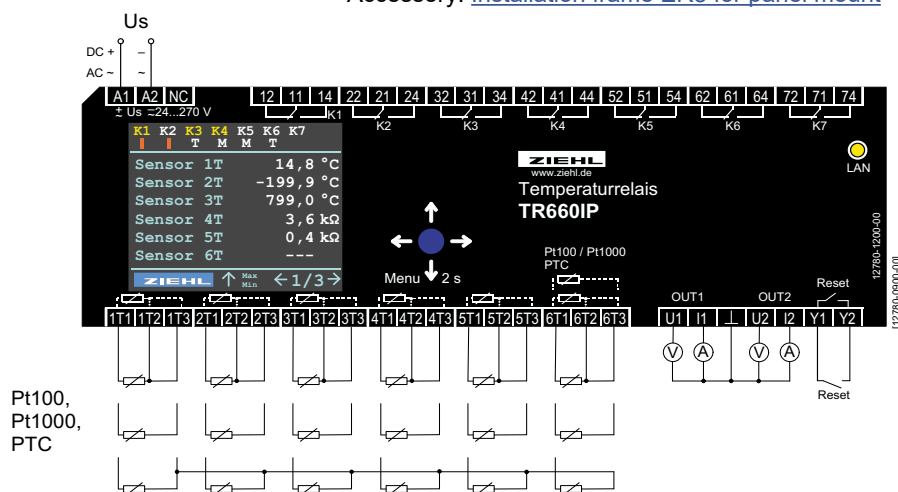 Accessory: Installation frame ER8 for panel mount
Us
DC + –
AC ~ ~
A1 A2 NC 12 11 14 22 21 24 32 31 34 42 41 44 52 51 54 62 61 64 72 71 74
± Us ≂24...270 V K1 K2 K3 K4 K5 K6 K7
K1 K2 K3 K4 K5 K6 K7
T M M T
Sensor 1T 14,8 °C
Sensor 2T -199,9 °C
Sensor 3T 799,0 °C
Sensor 4T 3,6 kΩ
Sensor 5T 0,4 kΩ
Sensor 6T ---
ZIEHL ↑ Max Min ←1/3→
ZIEHL
www.ziehl.de
Temperaturrelais
TR660IP
LAN
Menu 2 s
Pt100 / Pt1000
PTC
12780-1200-00
[12780-0900-00]
Reset
OUT1 OUT2
1T1 1T2 1T3 2T1 2T2 2T3 3T1 3T2 3T3 4T1 4T2 4T3 5T1 5T2 5T3 6T1 6T2 6T3 U1 I1 ⊥ U2 I2 Y1 Y2
V A V A
Reset
Pt100,
Pt1000,
PTC